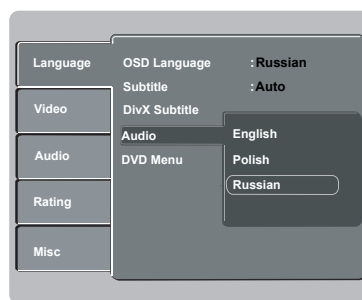 Language
Video
Audio
Rating
Misc
OSD Language :Russian
Subtitle :Auto
DivX Subtitle
Audio
DVD Menu
English
Polish
Russian